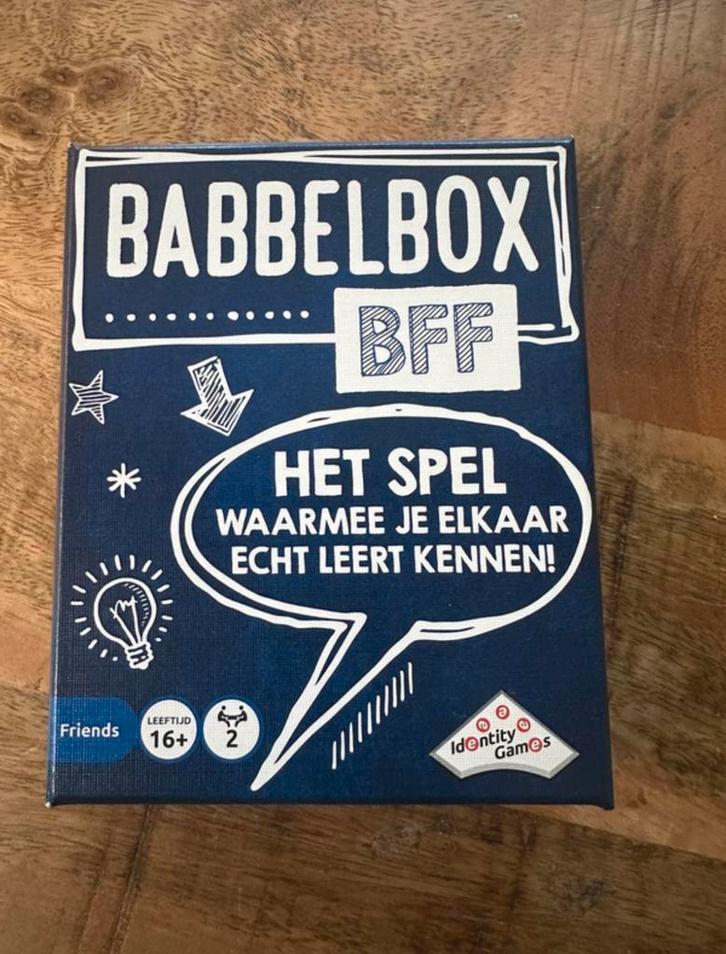 BABBELBOX
BFF
HET SPEL
WAARMEE JE ELKAAR
ECHT LEERT KENNEN!
Friends
LEEFTIJD
16+
2
Identity
Games